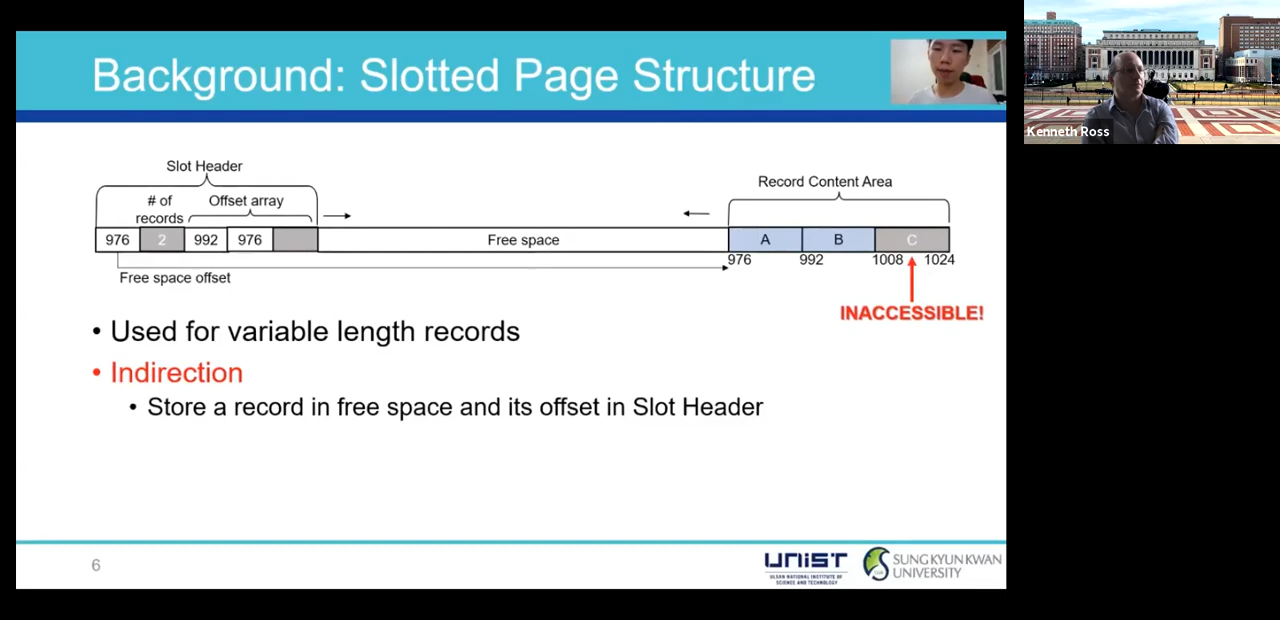 Background: Slotted Page Structure
Kenneth Ross
Slot Header
# of
records
Offset array
Record Content Area
976 2 992 976 Free space A B C
976 992 1008 1024
Free space offset
INACCESSIBLE!
• Used for variable length records
• Indirection
• Store a record in free space and its offset in Slot Header
6
UNIST
ULSAN NATIONAL INSTITUTE OF
SCIENCE AND TECHNOLOGY
SUNG KYUN KWAN
UNIVERSITY